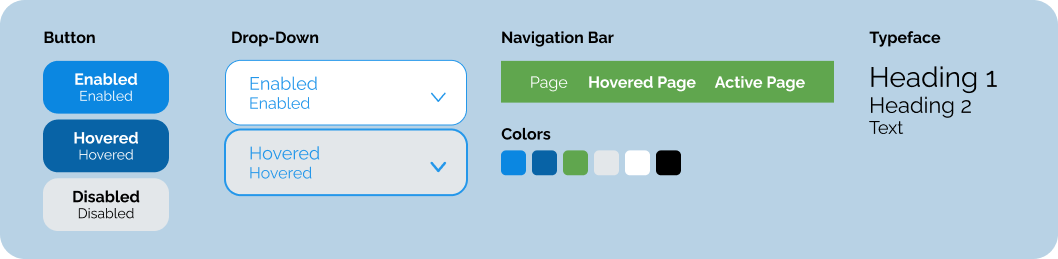 Button
Enabled
Enabled
Hovered
Hovered
Disabled
Disabled
Drop-Down
Enabled
Enabled
Hovered
Hovered
Navigation Bar
Page Hovered Page Active Page
Colors
Typeface
Heading 1
Heading 2
Text